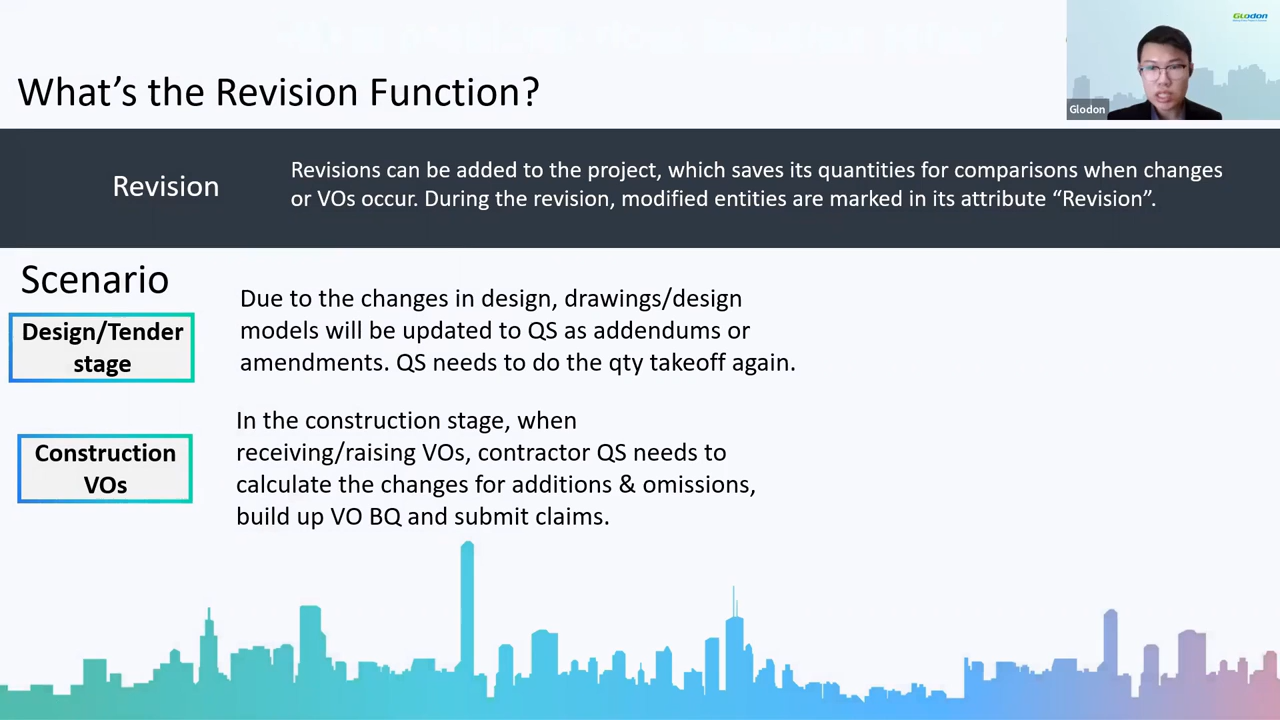 GLodon
What's the Revision Function?
Glodon
Revision
Revisions can be added to the project, which saves its quantities for comparisons when changes
or VOs occur. During the revision, modified entities are marked in its attribute “Revision”.
Scenario
Design/Tender
stage
Due to the changes in design, drawings/design
models will be updated to QS as addendums or
amendments. QS needs to do the qty takeoff again.
Construction
VOs
In the construction stage, when
receiving/raising VOs, contractor QS needs to
calculate the changes for additions & omissions,
build up VO BQ and submit claims.